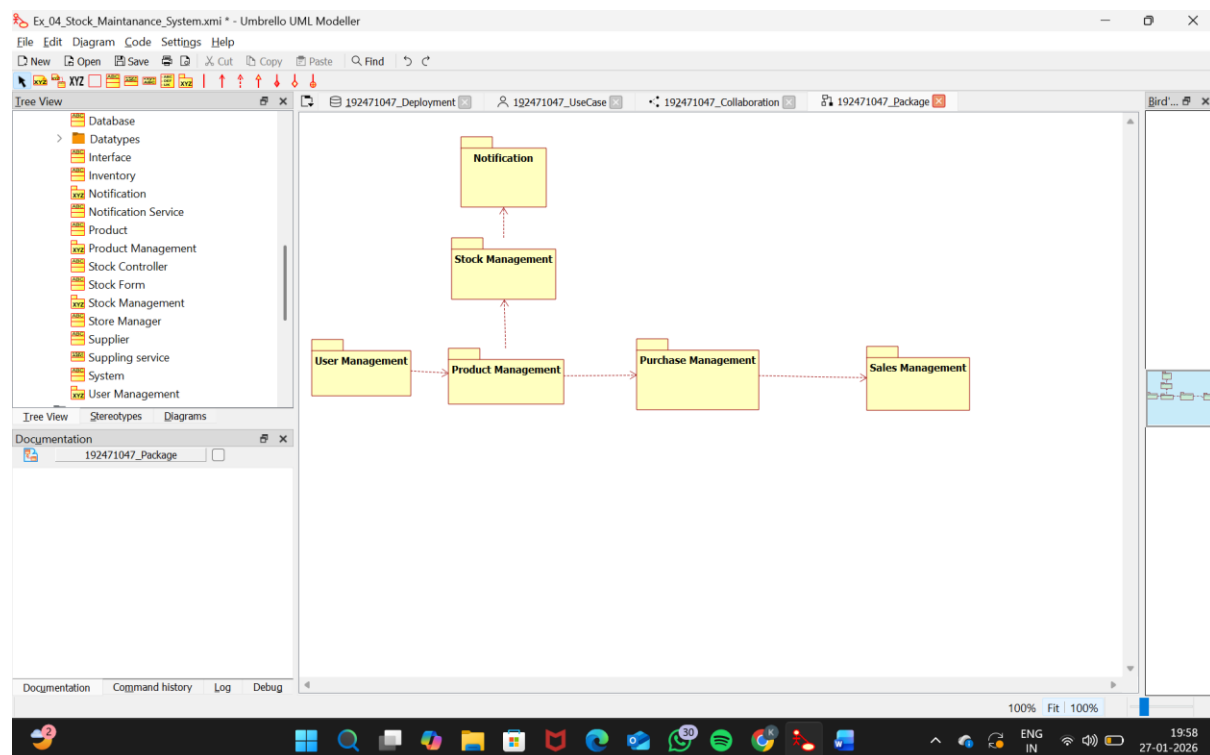 Ex_04_Stock_Maintanance_System.xmi * - Umbrello UML Modeller
File Edit Diagram Code Settings Help
New Open Save Cut Copy Paste Find
XYZ
Tree View
192471047_Deployment 192471047_UseCase 192471047_Collaboration 192471047_Package
Bird'...
Database
Datatypes
Interface
Inventory
Notification
Notification Service
Product
Product Management
Stock Controller
Stock Form
Stock Management
Store Manager
Supplier
Suppling service
System
User Management
Tree View Stereotypes Diagrams
Documentation
192471047_Package
Documentation Command history Log Debug
Notification
Stock Management
User Management
Product Management
Purchase Management
Sales Management
100% Fit 100%
2
30
K
ENG
IN
19:58
27-01-2026